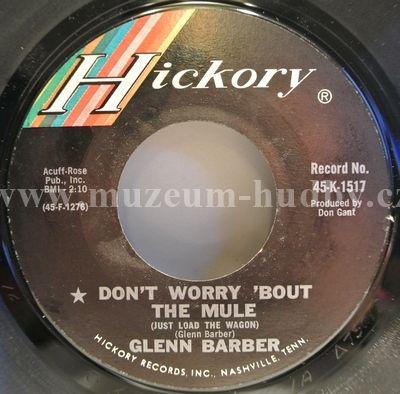 Hickory
®
Acuff-Rose
Pub., Inc.
BMI - 2:10
(45-F-1276)
Record No.
45-K-1517
Produced by
Don Gant
www.muzeum-hudby.cz
★ DON'T WORRY 'BOUT
THE MULE
(JUST LOAD THE WAGON)
(Glenn Barber)
GLENN BARBER
HICKORY RECORDS, INC., NASHVILLE, TENN.